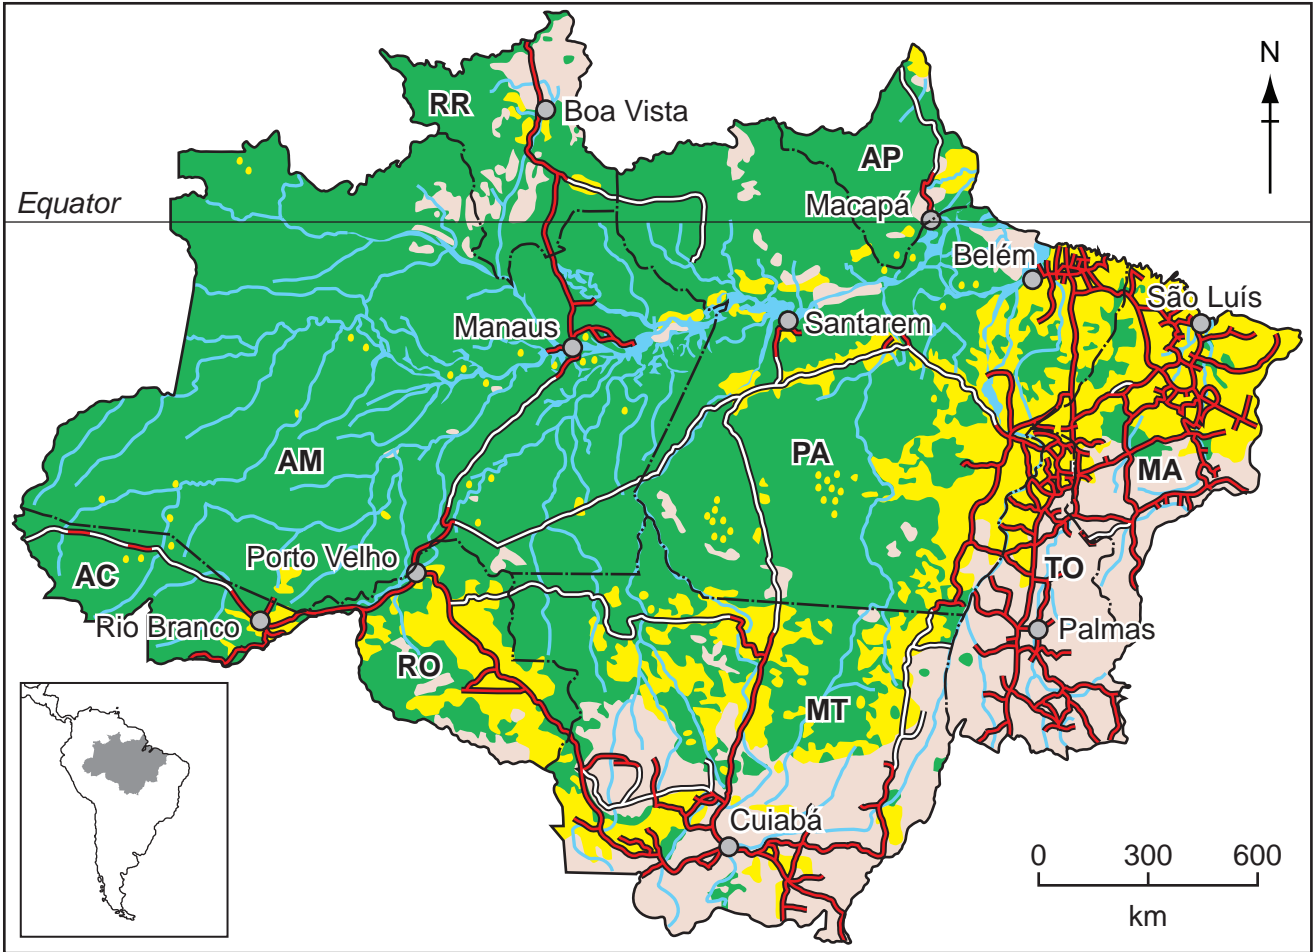 N
RR
Boa Vista
AP
Equator
Macapá
Belém
São Luís
Manaus
Santarem
AM
PA
MA
Porto Velho
AC
TO
Rio Branco
Palmas
RO
MT
Cuiabá
0 300 600
km